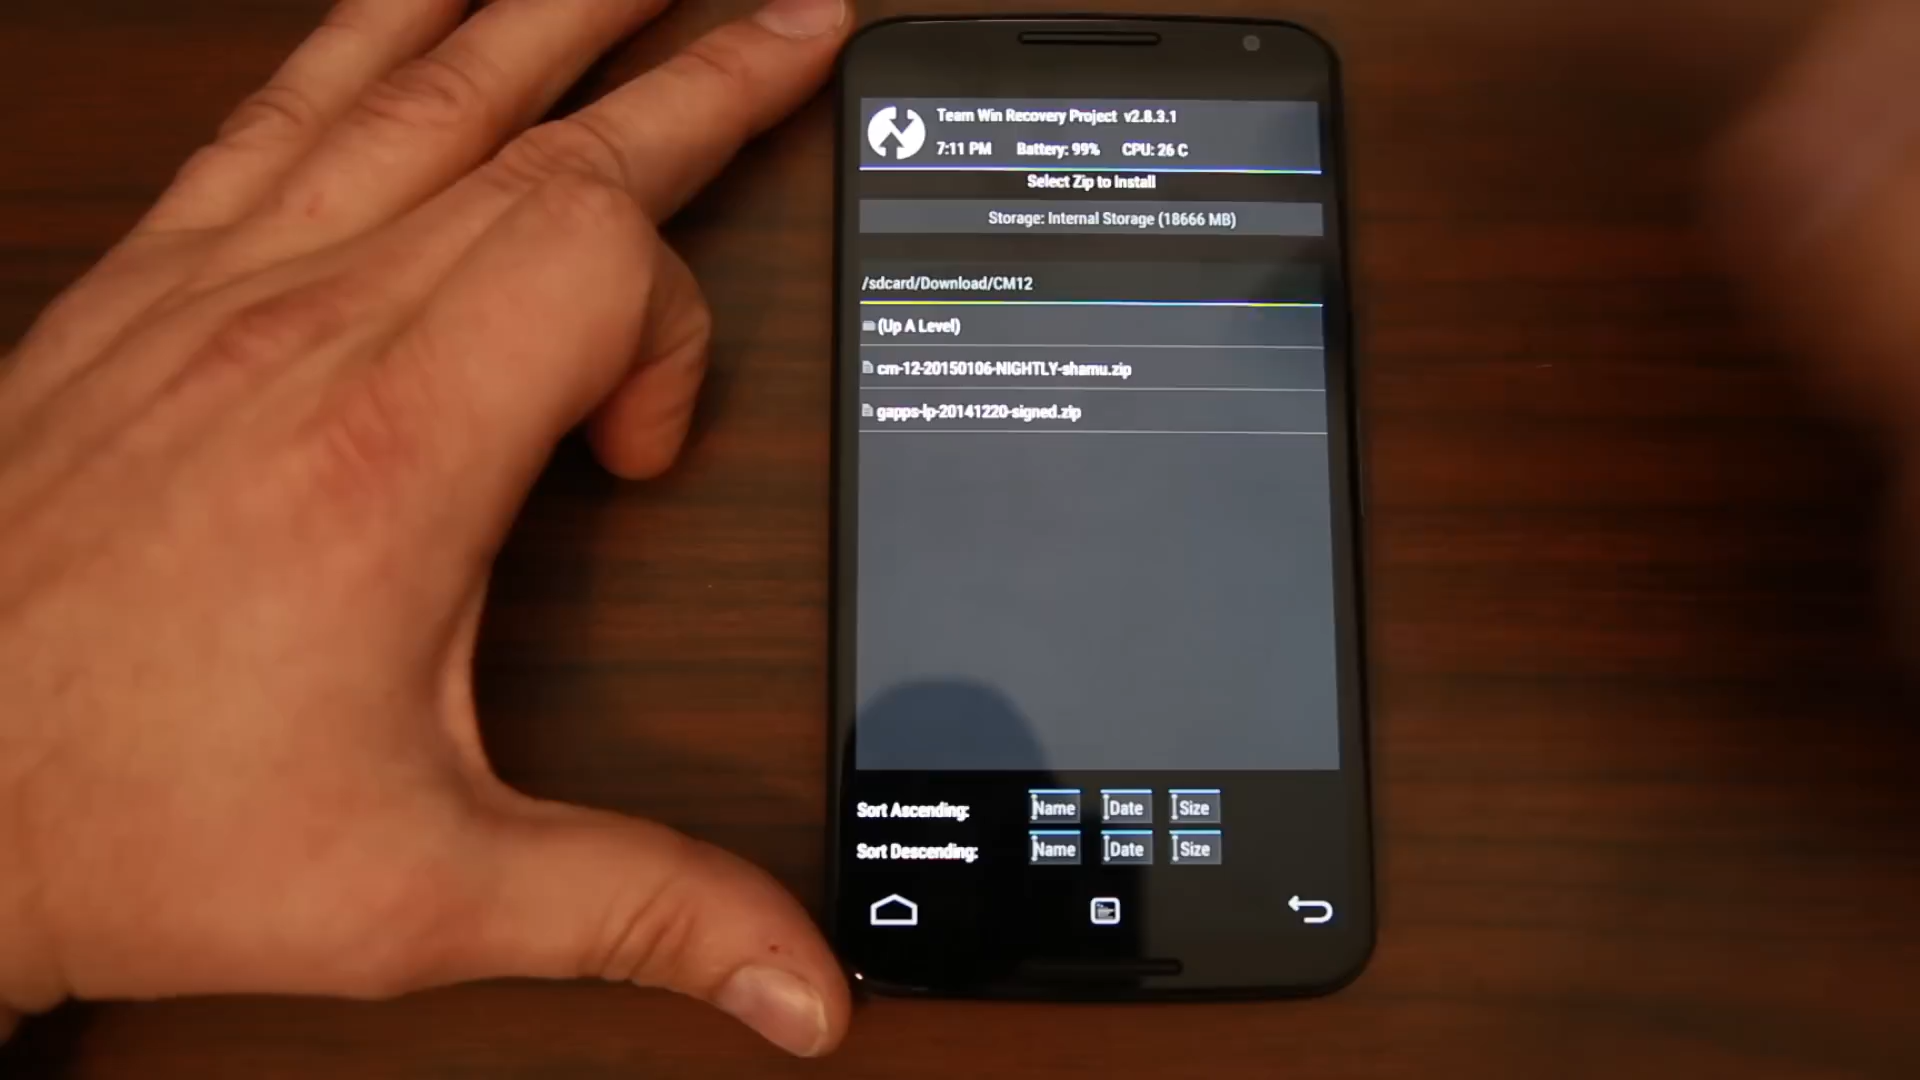 Team Win Recovery Project v2.8.3.1
7:11 PM Battery: 99% CPU: 26 C
Select Zip to Install
Storage: Internal Storage (18666 MB)
/sdcard/Download/CM12
(Up A Level)
cm-12-20150106-NIGHTLY-shamu.zip
gapps-lp-20141220-signed.zip
Sort Ascending: Name Date Size
Sort Descending: Name Date Size